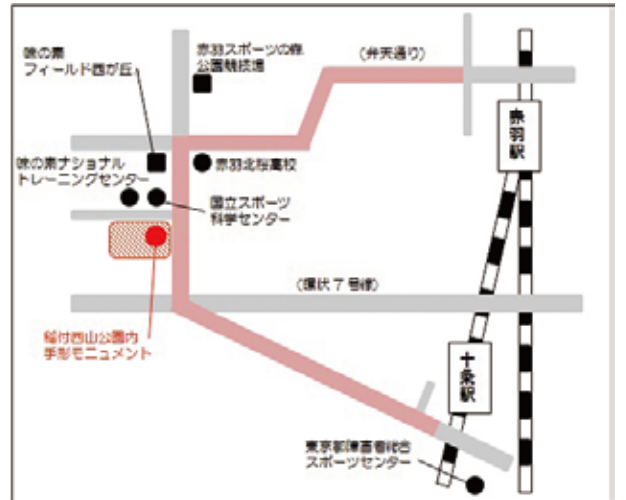 味の素
フィールド西が丘
赤羽スポーツの森
公園競技場
(弁天通り)
赤羽駅
味の素ナショナル
トレーニングセンター
赤羽北桜高校
国立スポーツ
科学センター
(環状7号線)
稲付西山公園内
手形モニュメント
十条駅
東京都障害者総合
スポーツセンター